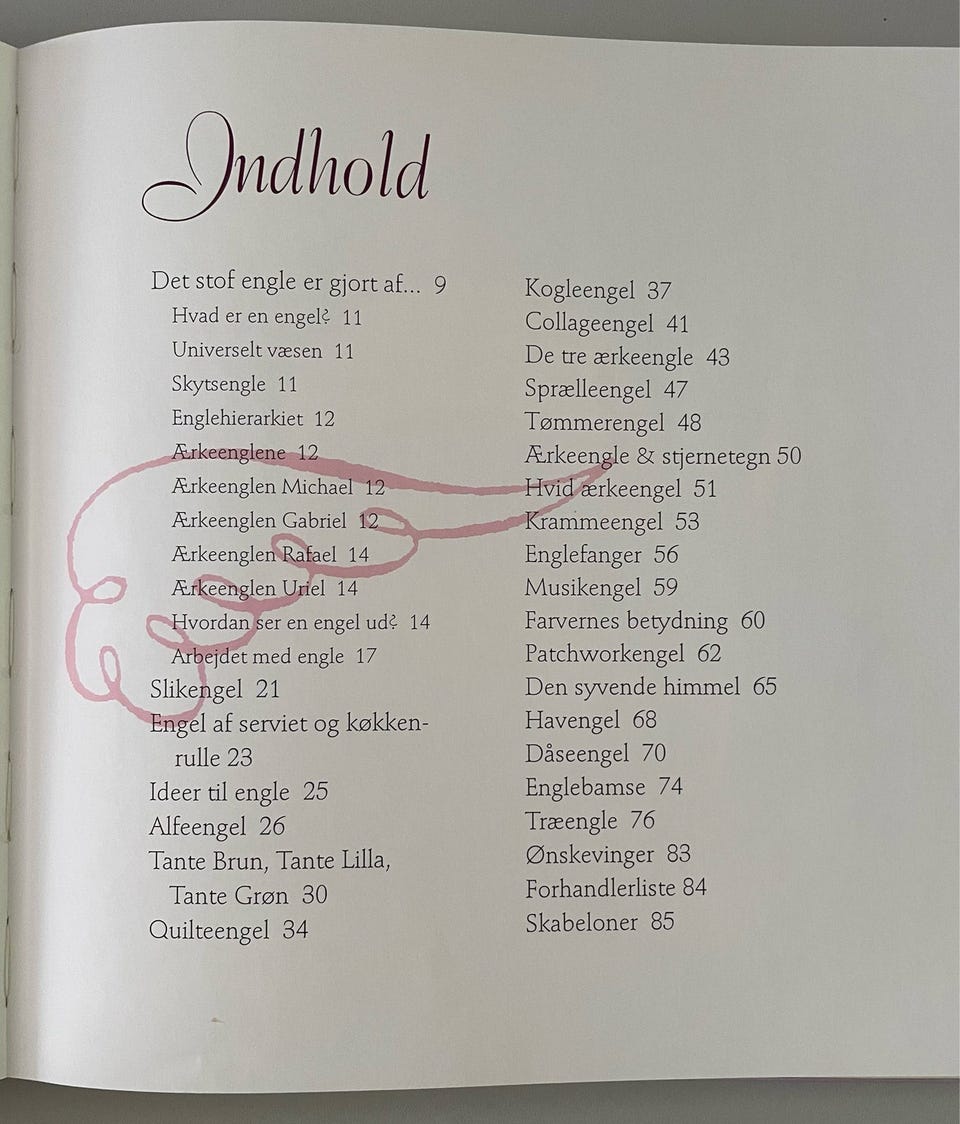 Indhold
Det stof engle er gjort af... 9
Hvad er en engel? 11
Universelt væsen 11
Skytsengle 11
Englehierarkiet 12
Ærkeenglene 12
Ærkeenglen Michael 12
Ærkeenglen Gabriel 12
Ærkeenglen Rafael 14
Ærkeenglen Uriel 14
Hvordan ser en engel ud? 14
Arbejdet med engle 17
Slikengel 21
Engel af serviet og køkken-
rulle 23
Ideer til engle 25
Alfeengel 26
Tante Brun, Tante Lilla,
Tante Grøn 30
Quilteengel 34
Kogleengel 37
Collageengel 41
De tre ærkeengle 43
Sprælleengel 47
Tømmerengel 48
Ærkeengle & stjernetegn 50
Hvid ærkeengel 51
Krammeengel 53
Englefanger 56
Musikengel 59
Farvernes betydning 60
Patchworkengel 62
Den syvende himmel 65
Havengel 68
Dåseengel 70
Englebamse 74
Træengle 76
Ønskevinger 83
Forhandlerliste 84
Skabeloner 85